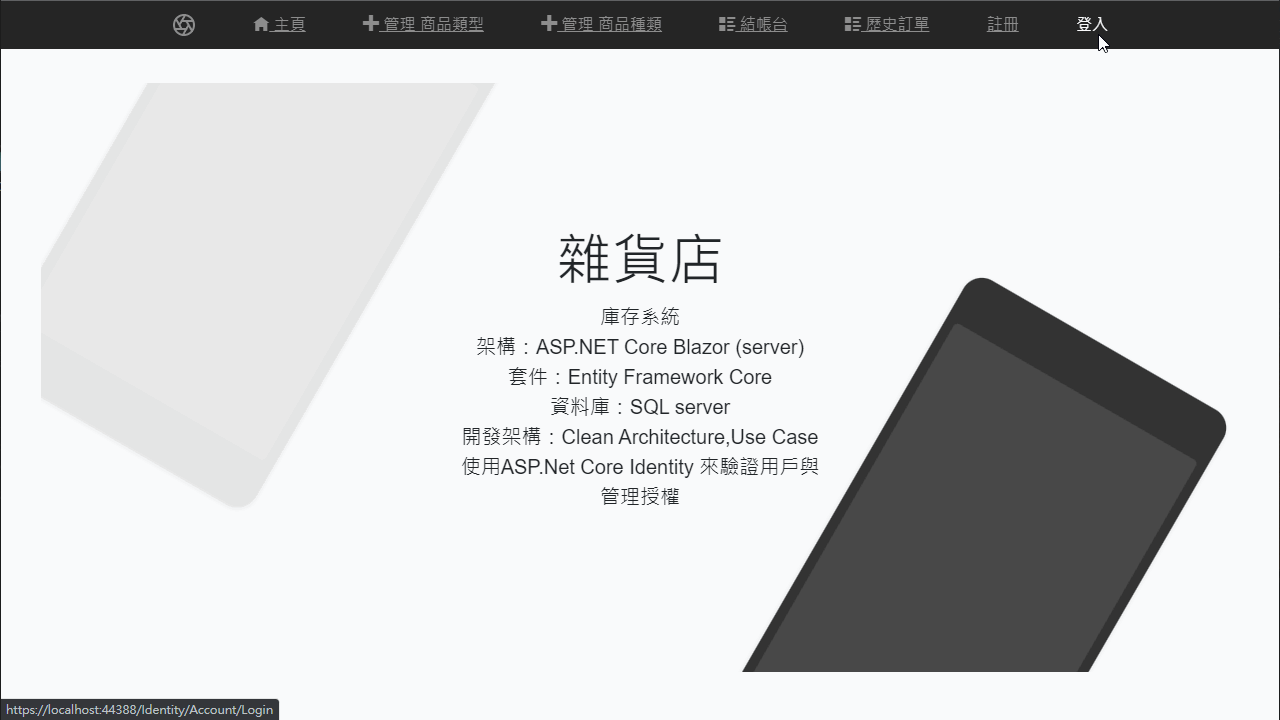 主頁 管理 商品類型 管理 商品種類 結帳台 歷史訂單 註冊 登入
雜貨店
庫存系統
架構：ASP.NET Core Blazor (server)
套件：Entity Framework Core
資料庫：SQL server
開發架構：Clean Architecture,Use Case
使用ASP.Net Core Identity 來驗證用戶與
管理授權
https://localhost:44388/Identity/Account/Login